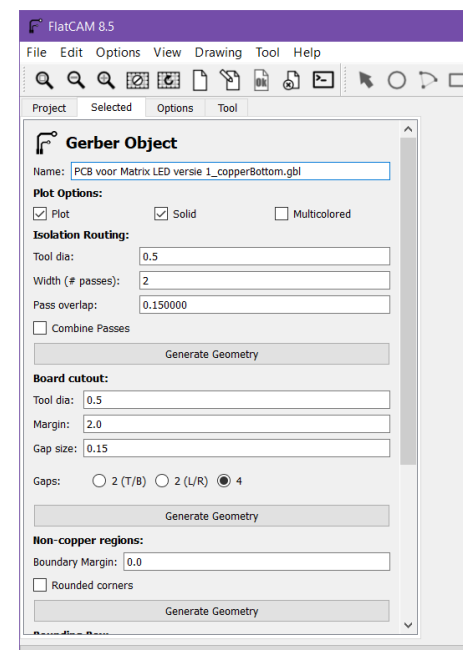 FlatCAM 8.5
File Edit Options View Drawing Tool Help
Ok
Project Selected Options Tool
Gerber Object
Name: PCB voor Matrix LED versie 1_copperBottom.gbl
Plot Options:
Plot Solid Multicolored
Isolation Routing:
Tool dia: 0.5
Width (# passes): 2
Pass overlap: 0.150000
Combine Passes
Generate Geometry
Board cutout:
Tool dia: 0.5
Margin: 2.0
Gap size: 0.15
Gaps: 2 (T/B) 2 (L/R) 4
Generate Geometry
Non-copper regions:
Boundary Margin: 0.0
Rounded corners
Generate Geometry